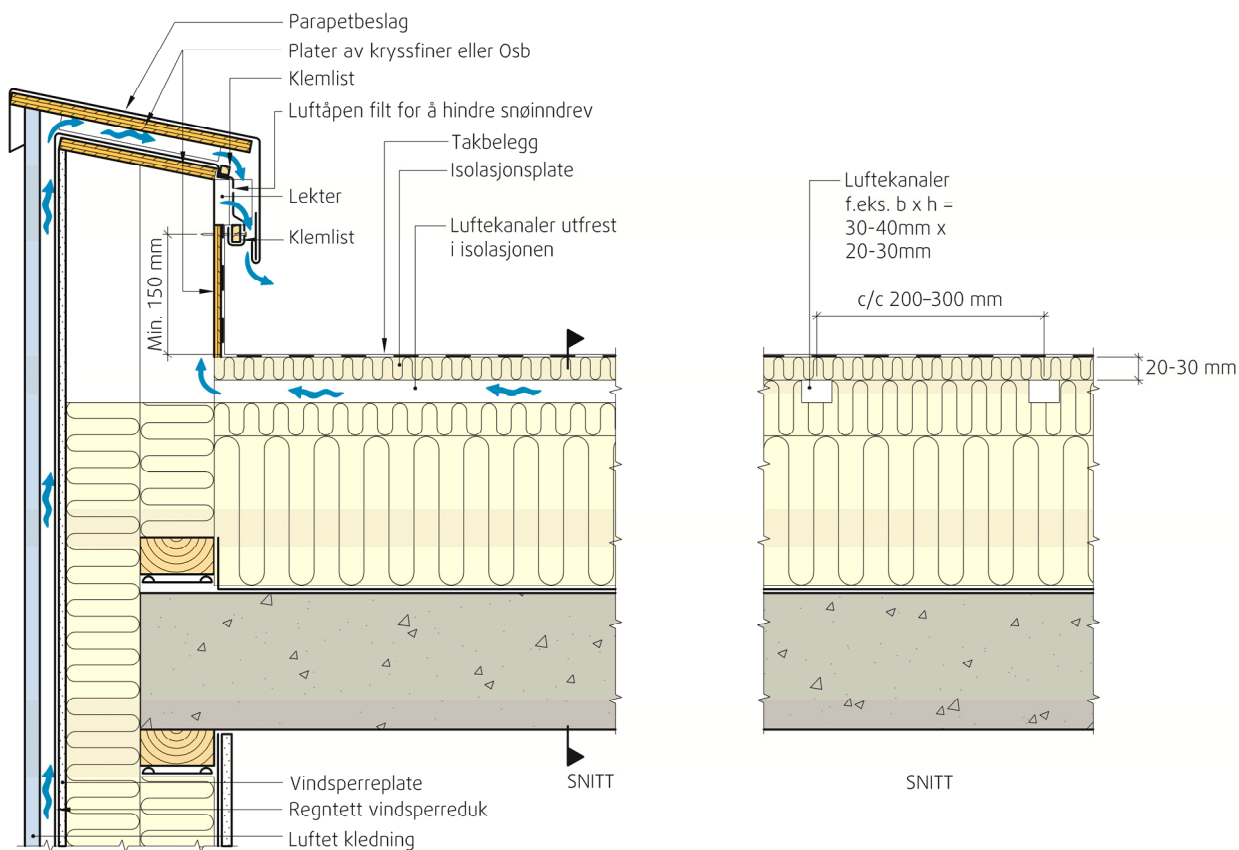 Parapetbeslag
Plater av kryssfiner eller Osb
Klemlist
Luftåpen filt for å hindre snøinndrev
Takbelegg
Isolasjonsplate
Lekter
Luftekanaler utfrest
i isolasjonen
Klemlist
Min. 150 mm
Luftekanaler
f.eks. b x h =
30-40mm x
20-30mm
c/c 200–300 mm
20-30 mm
SNITT
SNITT
Vindsperreplate
Regntett vindsperreduk
Luftet kledning